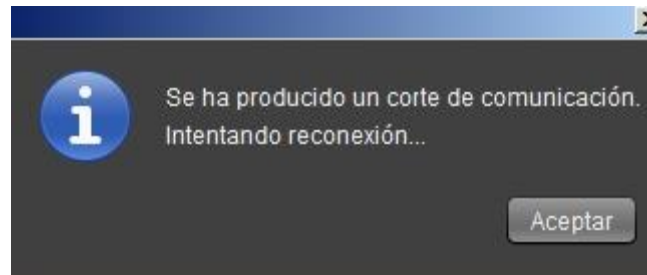 Se ha producido un corte de comunicación.
Intentando reconexión...
Aceptar